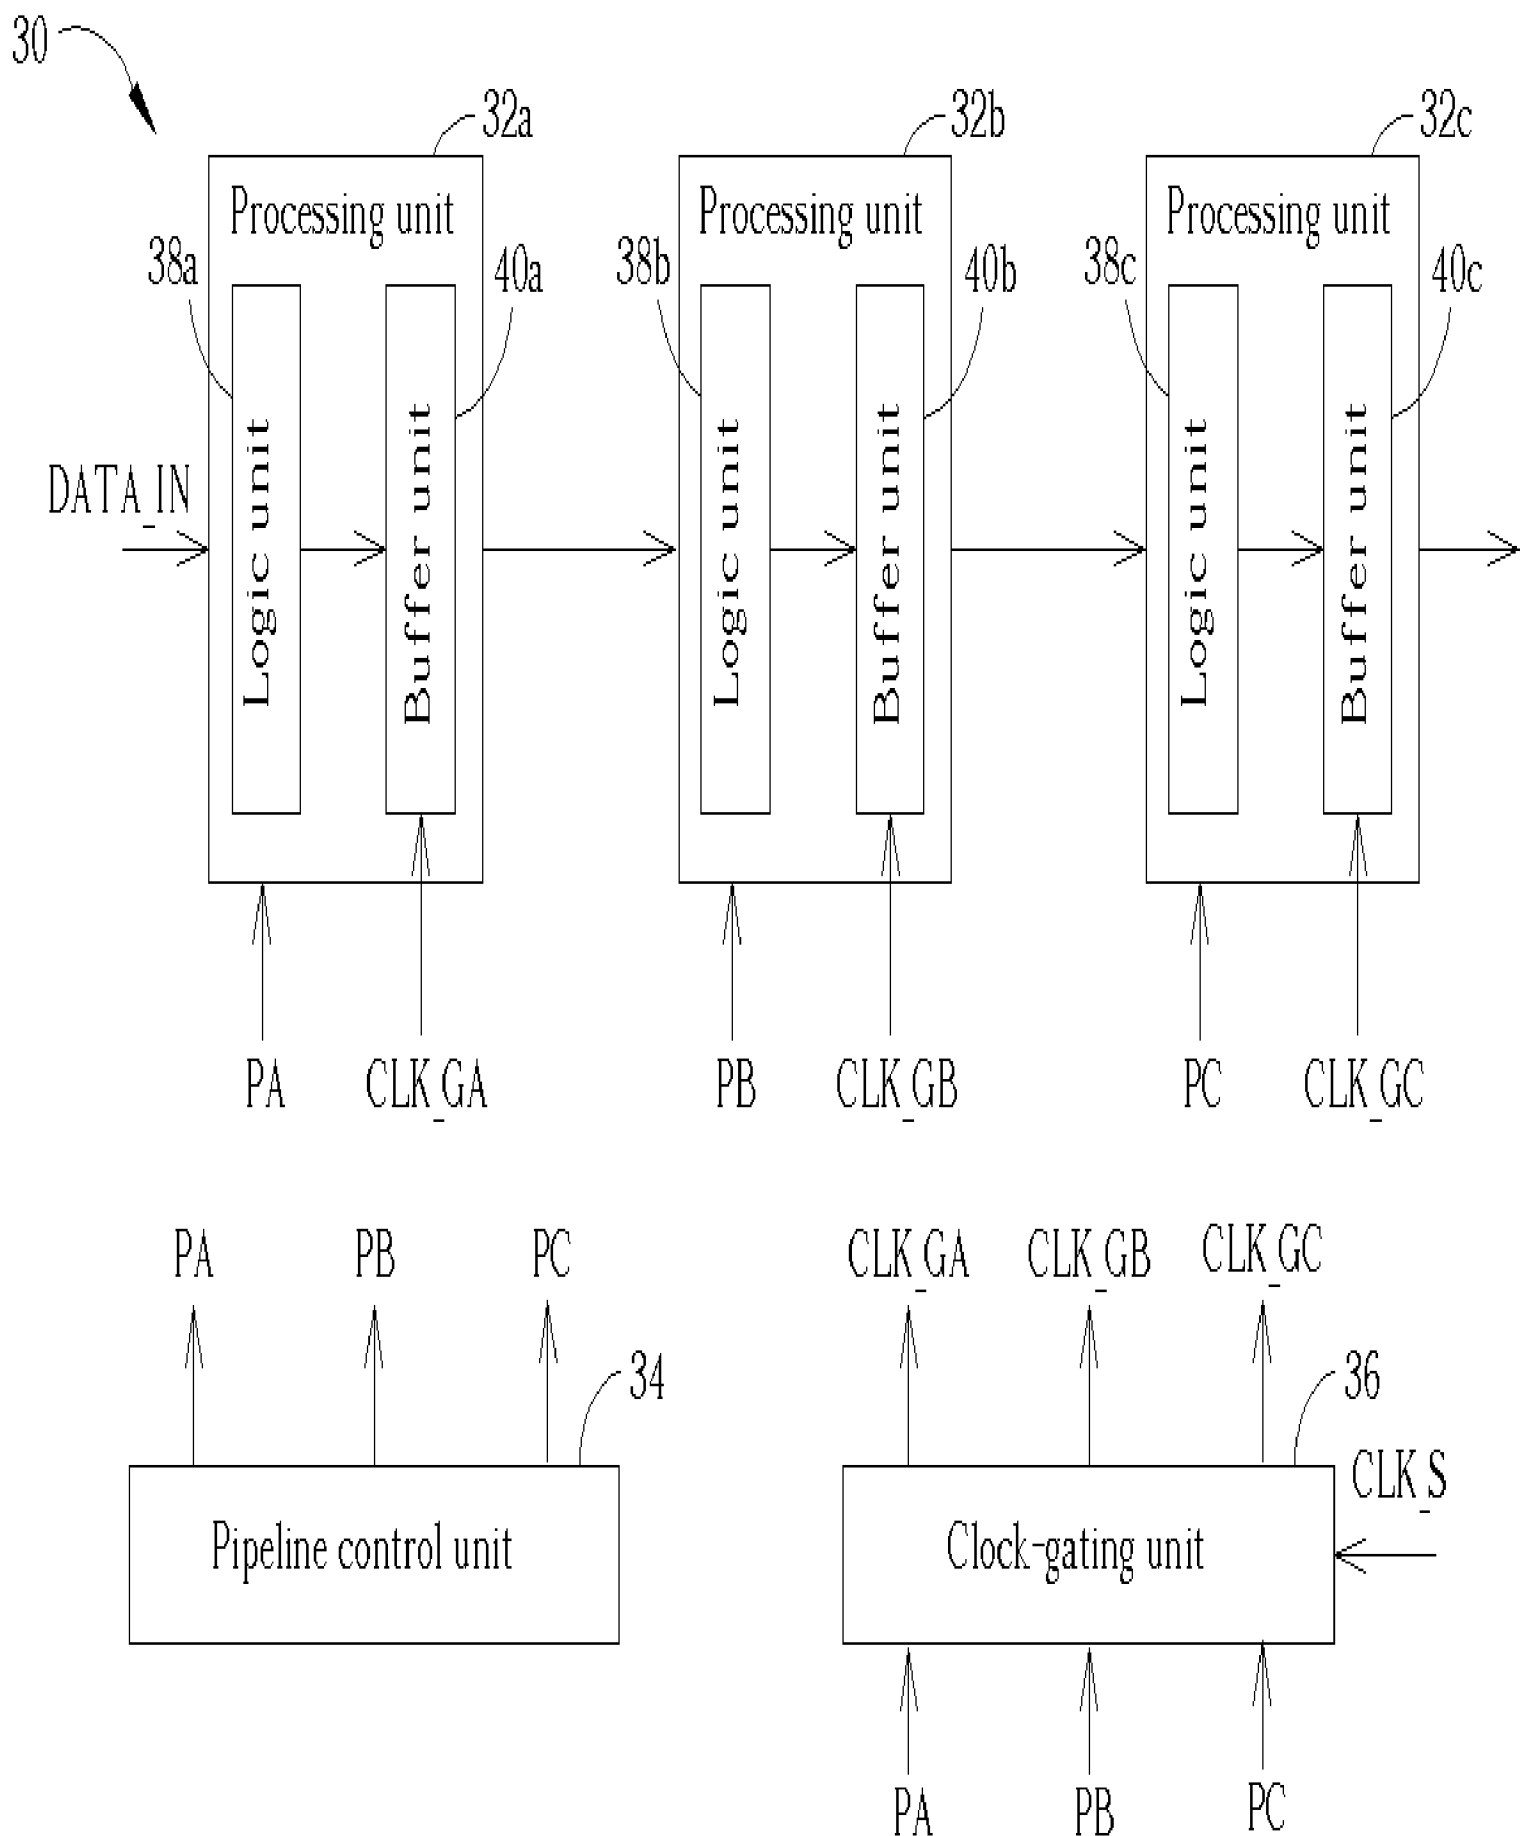 30
32a
32b
32c
Processing unit
Processing unit
Processing unit
38a
40a
38b
40b
38c
40c
DATA_IN
Logic unit
Buffer unit
Logic unit
Buffer unit
Logic unit
Buffer unit
PA
CLK_GA
PB
CLK_GB
PC
CLK_GC
PA
PB
PC
CLK_GA
CLK_GB
CLK_GC
34
36
CLK_S
Pipeline control unit
Clock-gating unit
PA
PB
PC